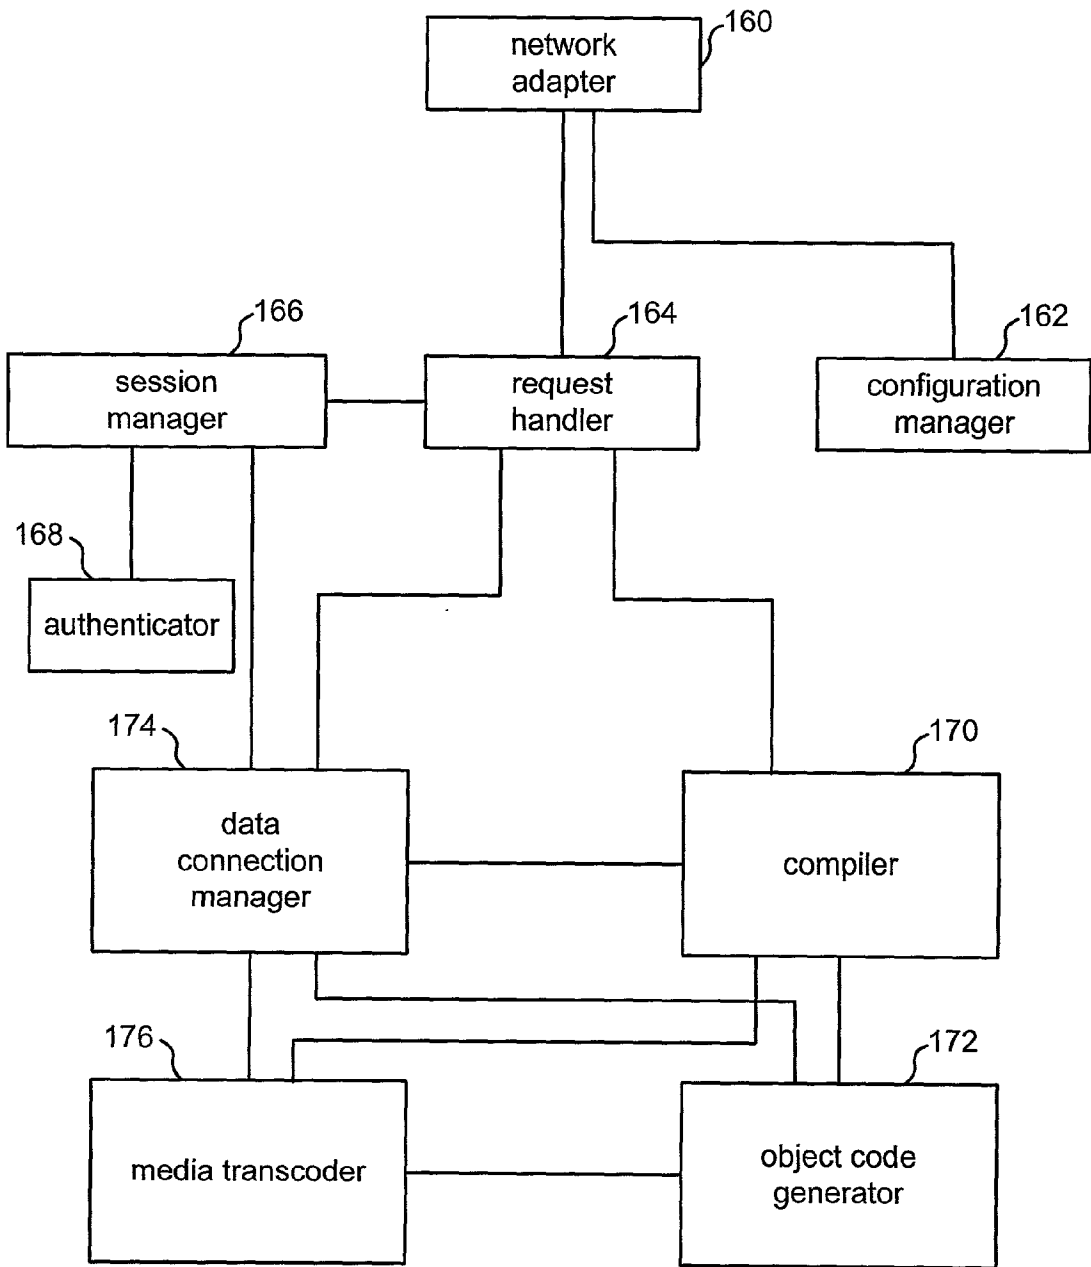 160
network
adapter
166
164
162
session
manager
request
handler
configuration
manager
168
authenticator
174
170
data
connection
manager
compiler
176
172
media transcoder
object code
generator